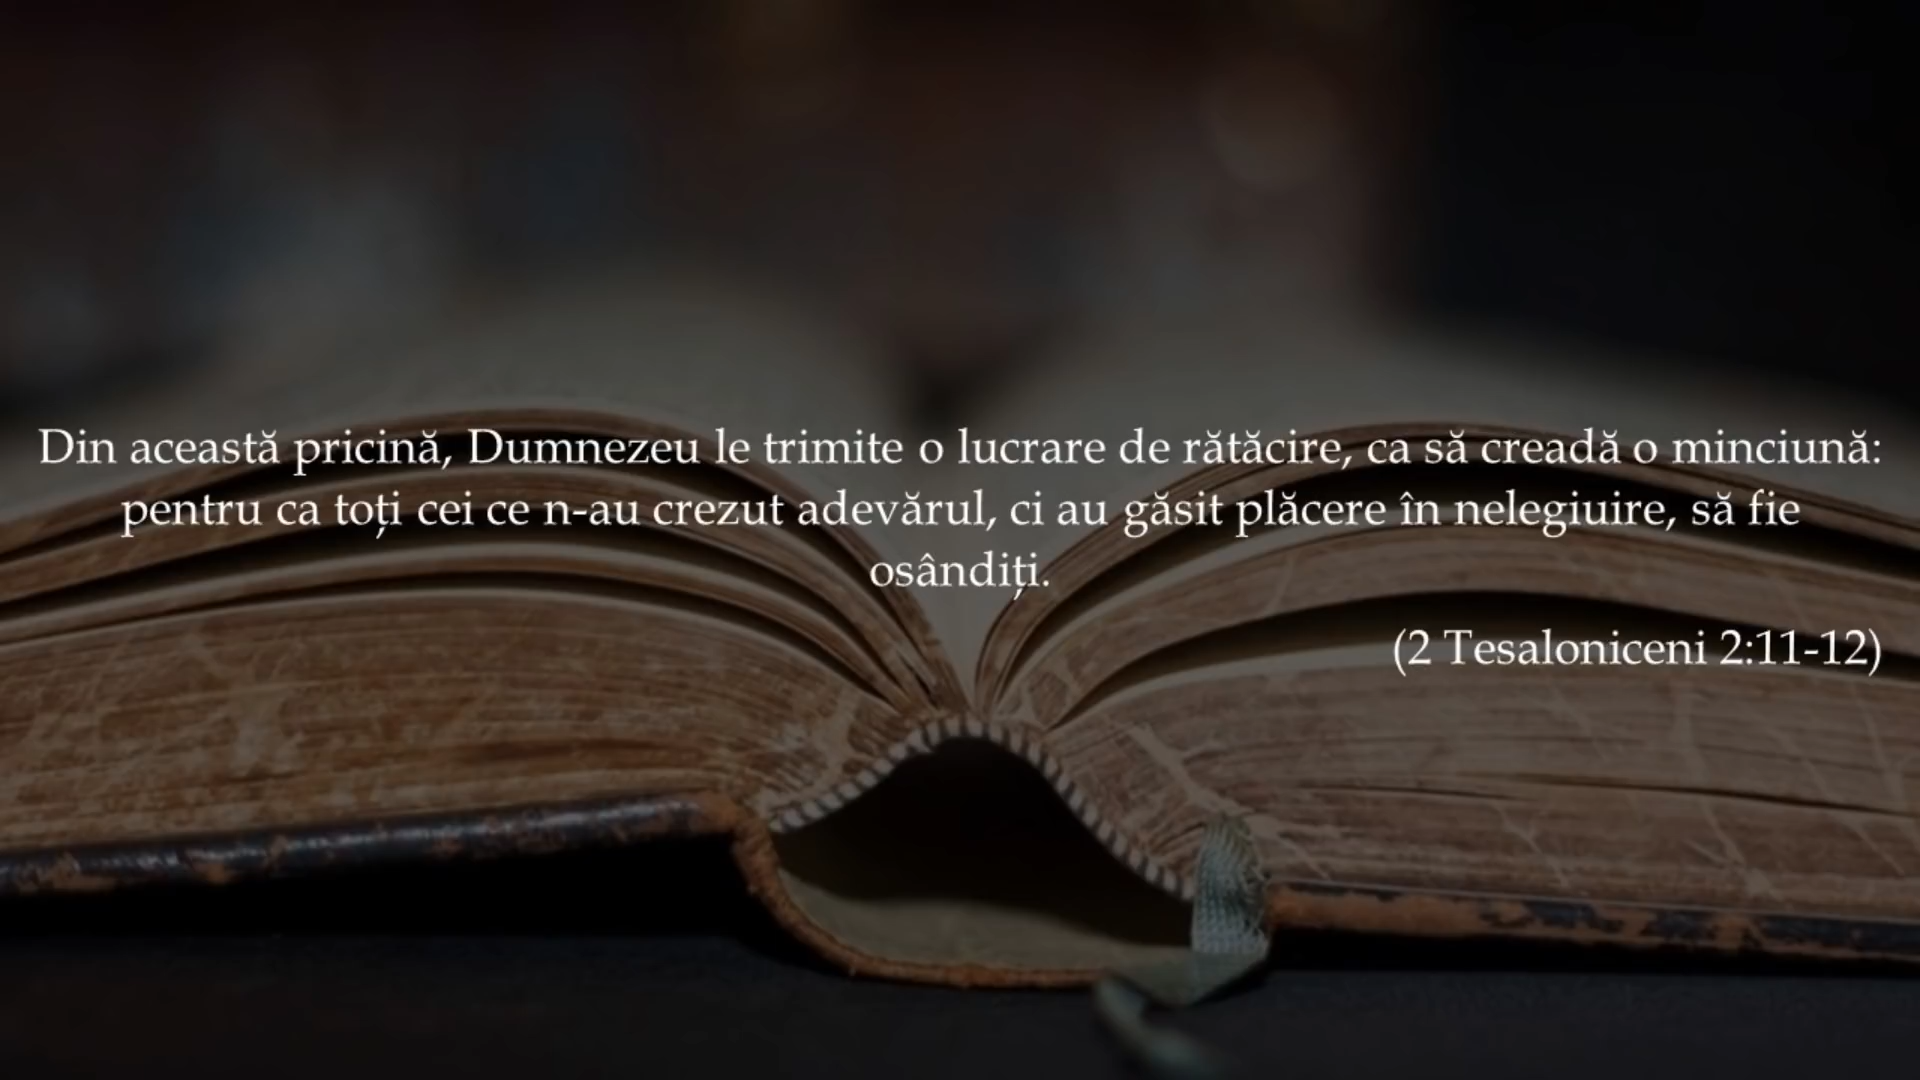 Din această pricină, Dumnezeu le trimite o lucrare de rătăcire, ca să creadă o minciună:
pentru ca toți cei ce n-au crezut adevărul, ci au găsit plăcere în nelegiuire, să fie
osândiți.
(2 Tesaloniceni 2:11-12)